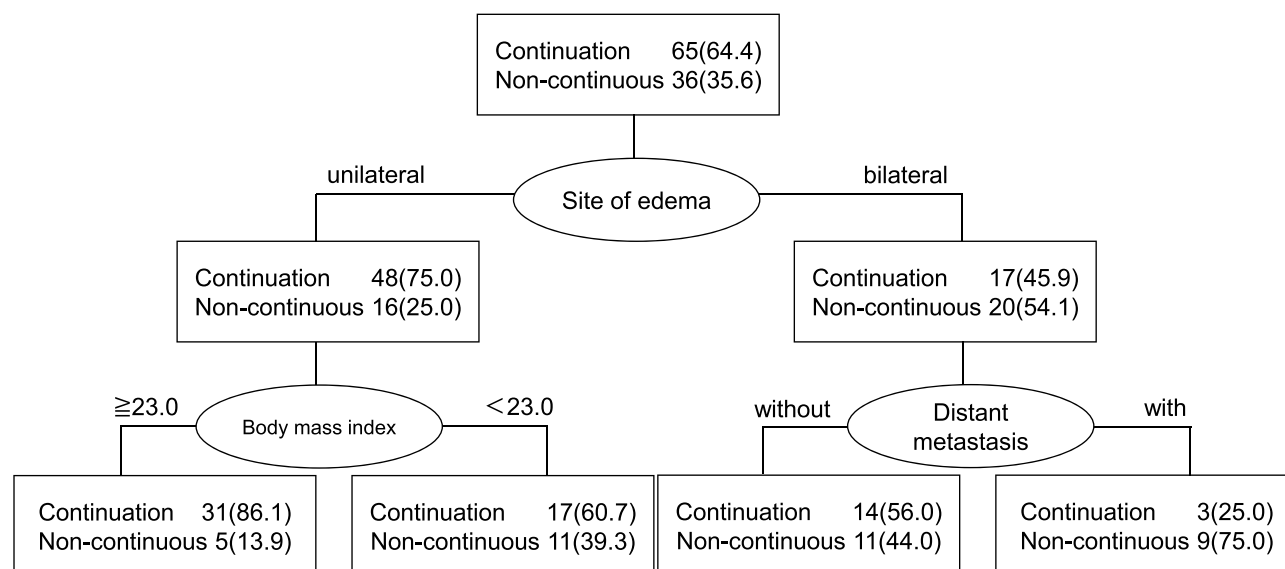 Continuation 65(64.4)
Non-continuous 36(35.6)
unilateral
Site of edema
bilateral
Continuation 48(75.0)
Non-continuous 16(25.0)
Continuation 17(45.9)
Non-continuous 20(54.1)
≧23.0
Body mass index
<23.0
without
Distant
metastasis
with
Continuation 31(86.1)
Non-continuous 5(13.9)
Continuation 17(60.7)
Non-continuous 11(39.3)
Continuation 14(56.0)
Non-continuous 11(44.0)
Continuation 3(25.0)
Non-continuous 9(75.0)